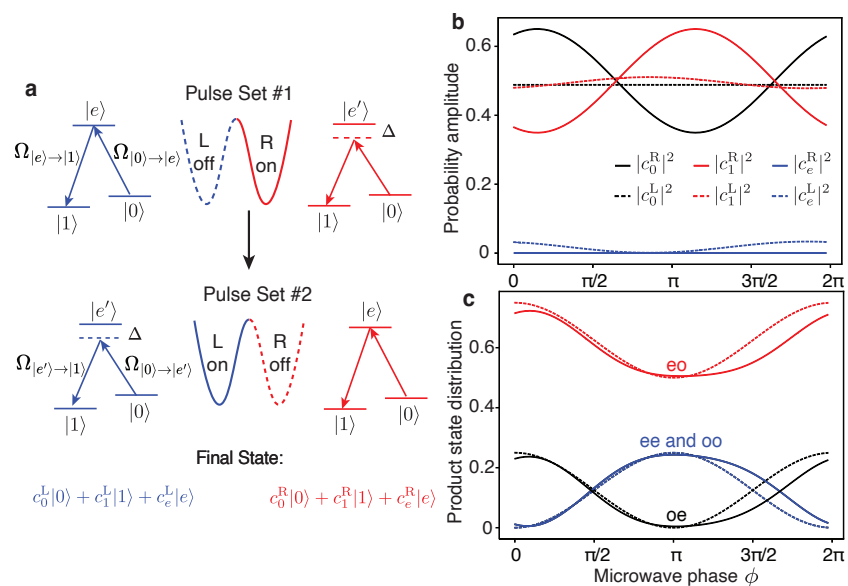 a
Pulse Set #1
|e⟩
|e′⟩
L
off
R
on
Δ
Ω|e⟩→|1⟩
Ω|0⟩→|e⟩
|1⟩
|0⟩
|1⟩
|0⟩
Pulse Set #2
|e′⟩
|e⟩
L
on
R
off
Δ
Ω|e′⟩→|1⟩
Ω|0⟩→|e′⟩
|1⟩
|0⟩
|1⟩
|0⟩
Final State:
c₀ᴸ|0⟩ + c₁ᴸ|1⟩ + cₑᴸ|e⟩
c₀ᴿ|0⟩ + c₁ᴿ|1⟩ + cₑᴿ|e⟩
b
Probability amplitude
0.6
0.4
0.2
0
|c₀ᴿ|² |c₁ᴿ|² |cₑᴿ|²
|c₀ᴸ|² |c₁ᴸ|² |cₑᴸ|²
0 π/2 π 3π/2 2π
c
Product state distribution
0.6
0.4
0.2
0
eo
ee and oo
oe
0 π/2 π 3π/2 2π
Microwave phase ϕ